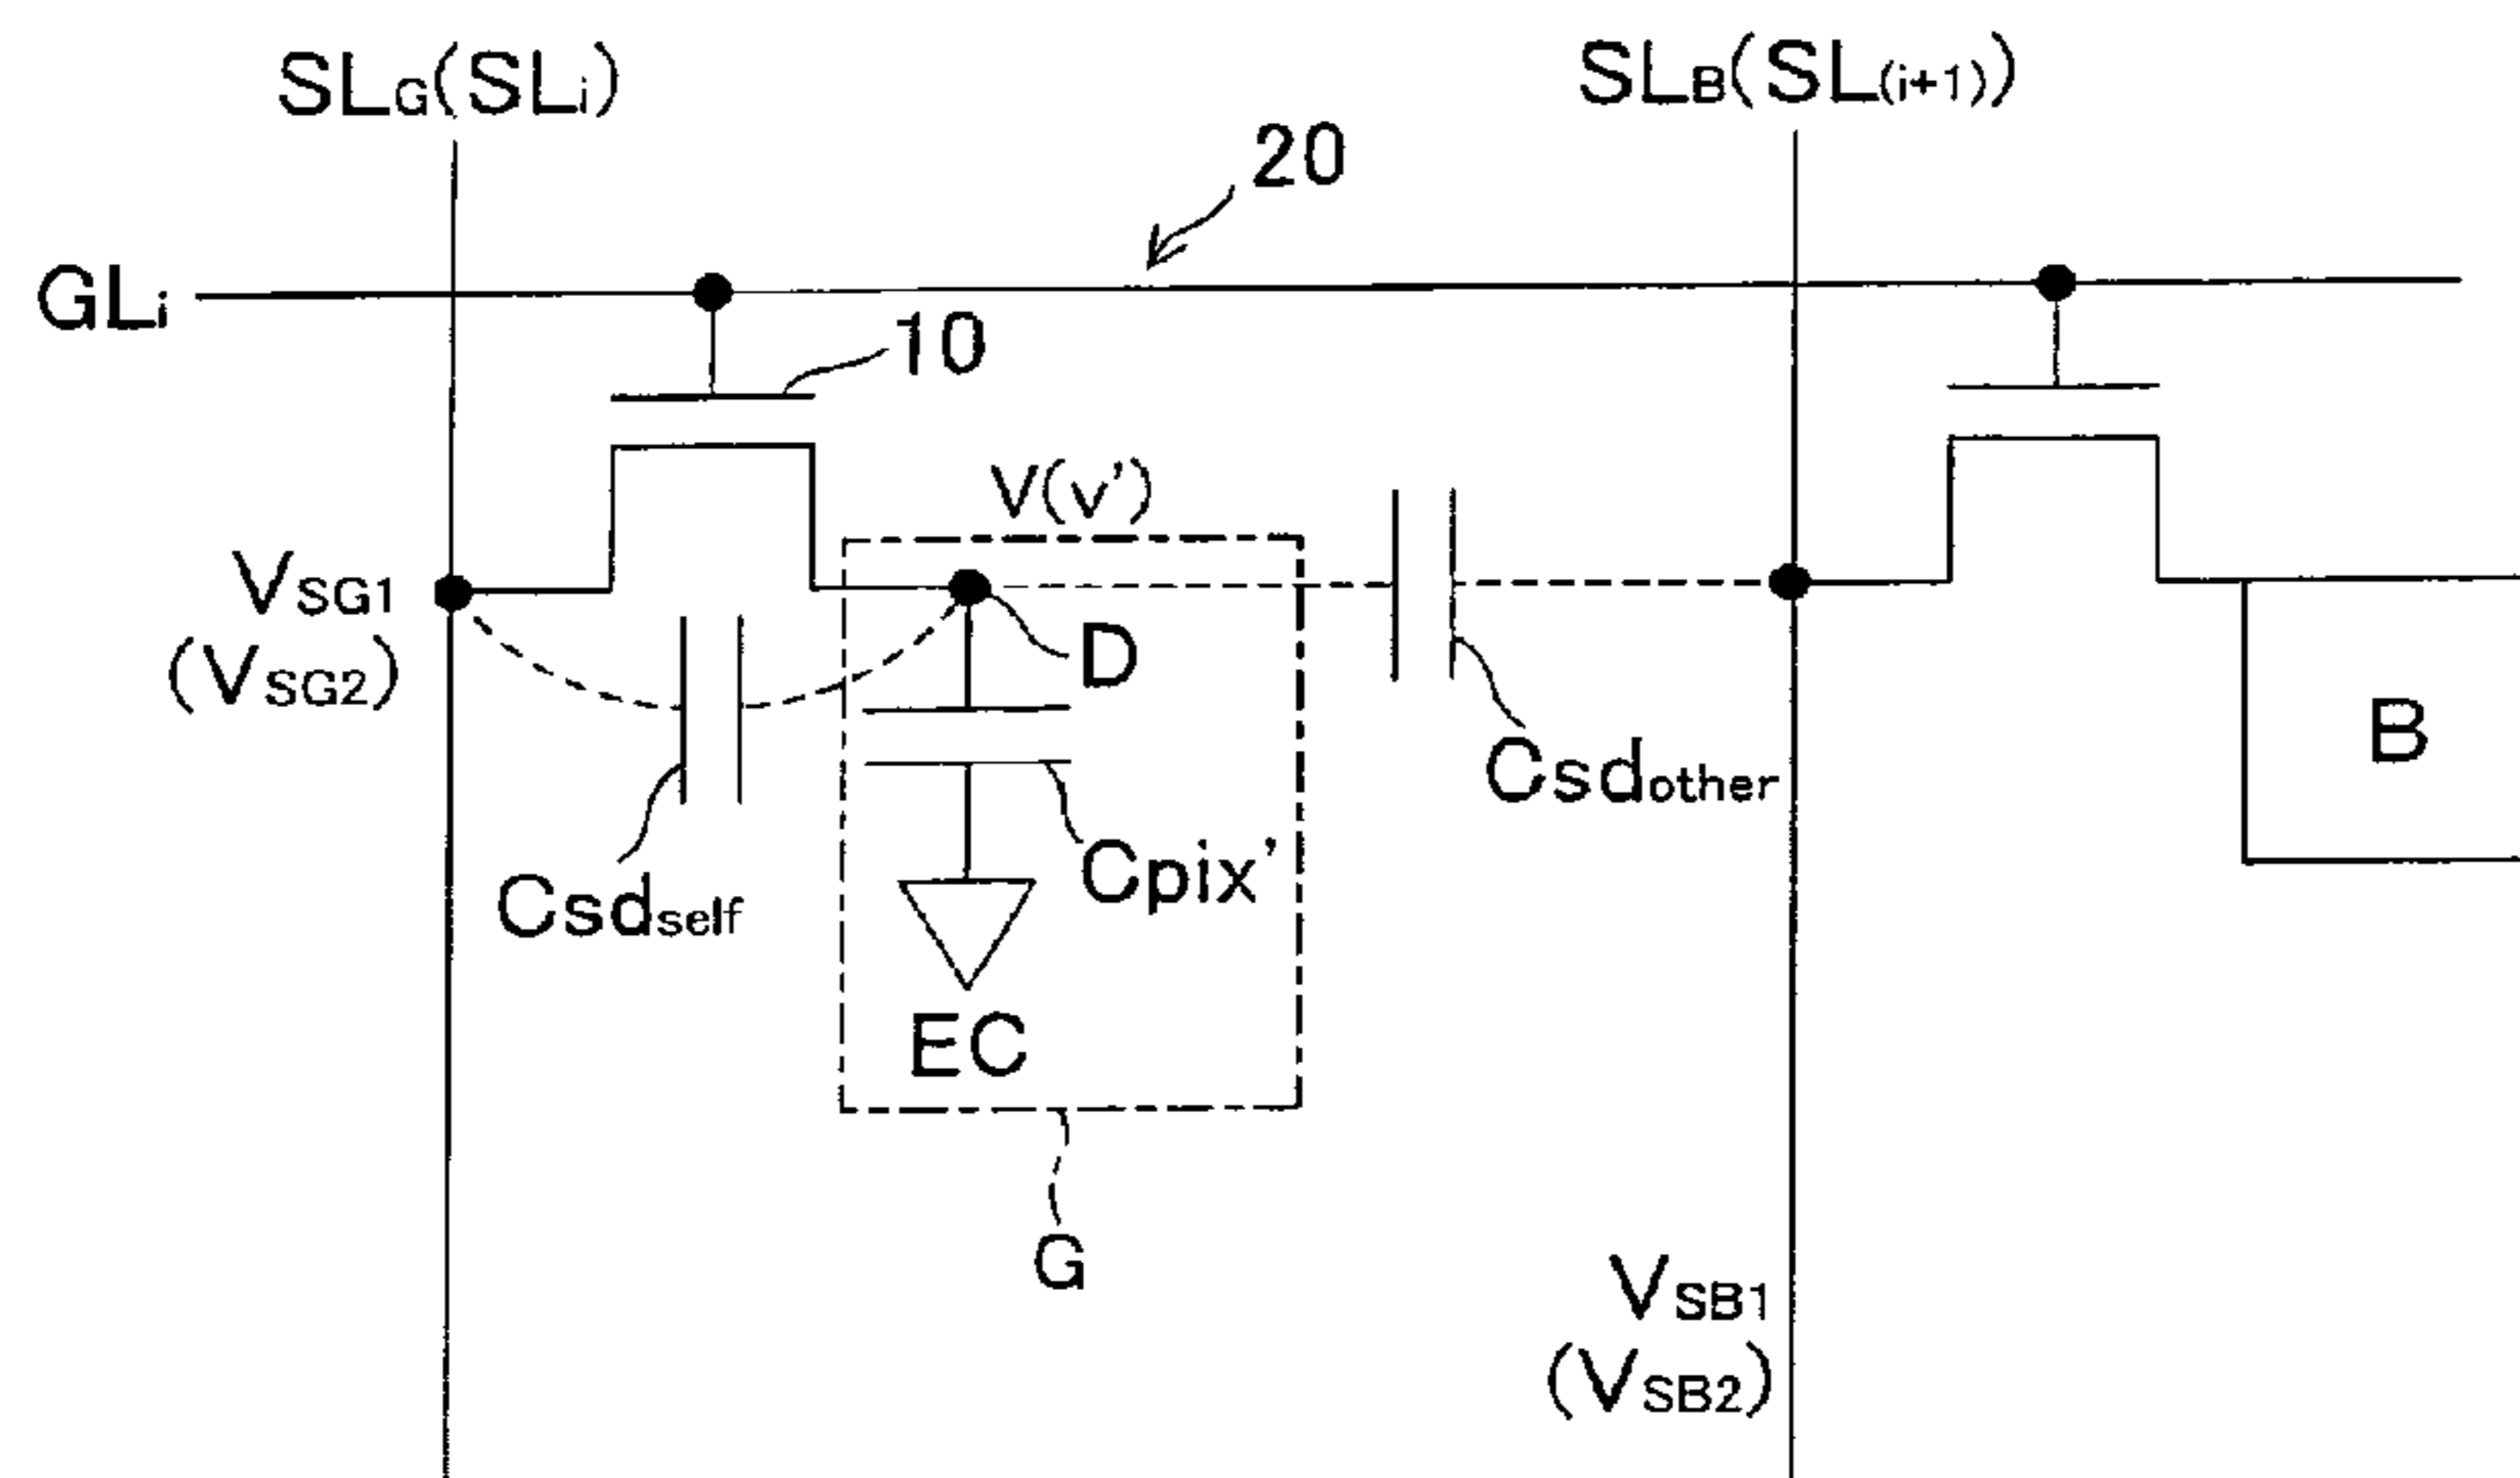 SLG(SLi)
SLB(SL(i+1))
20
GLi
10
V(v')
VSG1
(VSG2)
D
B
Csdother
Cpix'
Csdself
EC
G
VSB1
(VSB2)